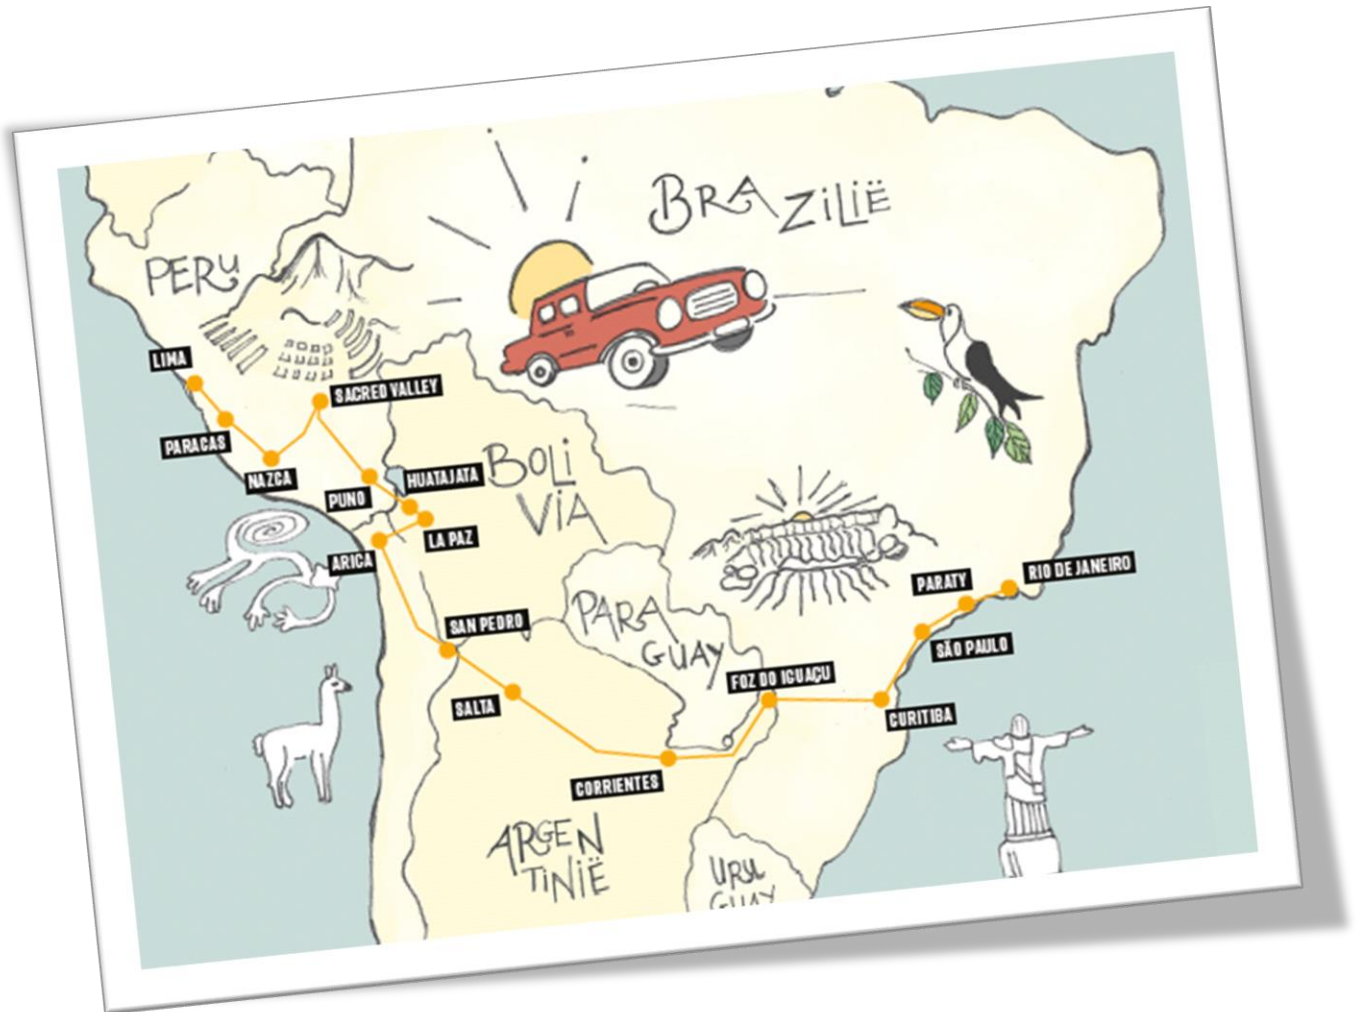 BRAZILIË
PERU
LIMA
SACRED VALLEY
PARACAS
NAZCA
PUNO
HUATAJATA
BOLI
VIA
LA PAZ
ARICA
SAN PEDRO
PARA
GUAY
SALTA
CORRIENTES
FOZ DO IGUAÇU
CURITIBA
SÃO PAULO
PARATY
RIO DE JANEIRO
ARGEN
TINIË
URU
GUAY